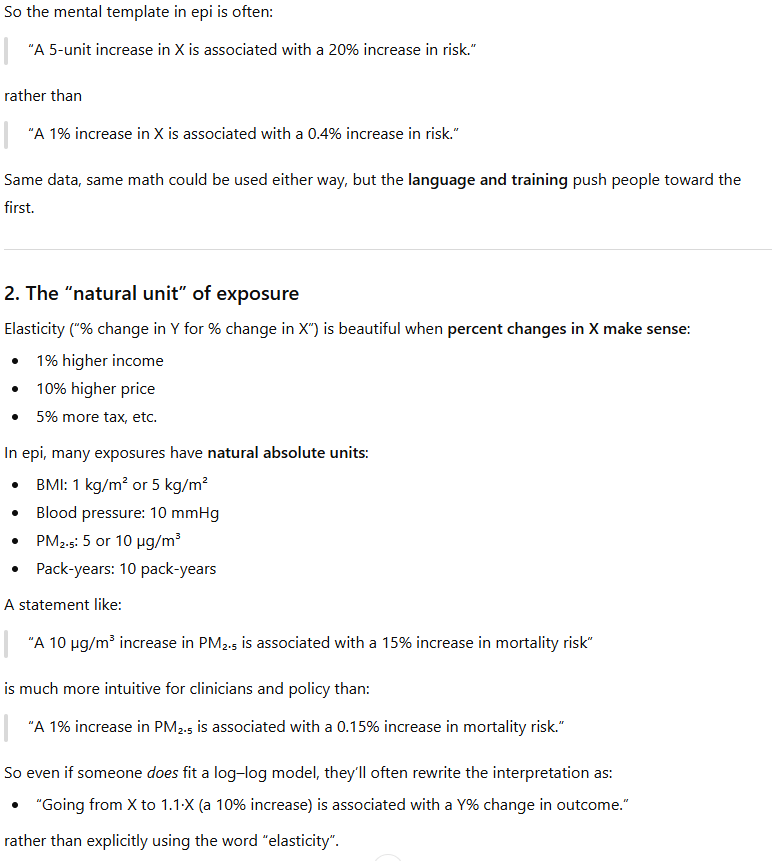 So the mental template in epi is often:
“A 5-unit increase in X is associated with a 20% increase in risk.”
rather than
“A 1% increase in X is associated with a 0.4% increase in risk.”
Same data, same math could be used either way, but the language and training push people toward the
first.
2. The “natural unit” of exposure
Elasticity (“% change in Y for % change in X”) is beautiful when percent changes in X make sense:
• 1% higher income
• 10% higher price
• 5% more tax, etc.
In epi, many exposures have natural absolute units:
• BMI: 1 kg/m² or 5 kg/m²
• Blood pressure: 10 mmHg
• PM₂.₅: 5 or 10 µg/m³
• Pack-years: 10 pack-years
A statement like:
“A 10 µg/m³ increase in PM₂.₅ is associated with a 15% increase in mortality risk”
is much more intuitive for clinicians and policy than:
“A 1% increase in PM₂.₅ is associated with a 0.15% increase in mortality risk.”
So even if someone does fit a log–log model, they’ll often rewrite the interpretation as:
• “Going from X to 1.1·X (a 10% increase) is associated with a Y% change in outcome.”
rather than explicitly using the word “elasticity”.